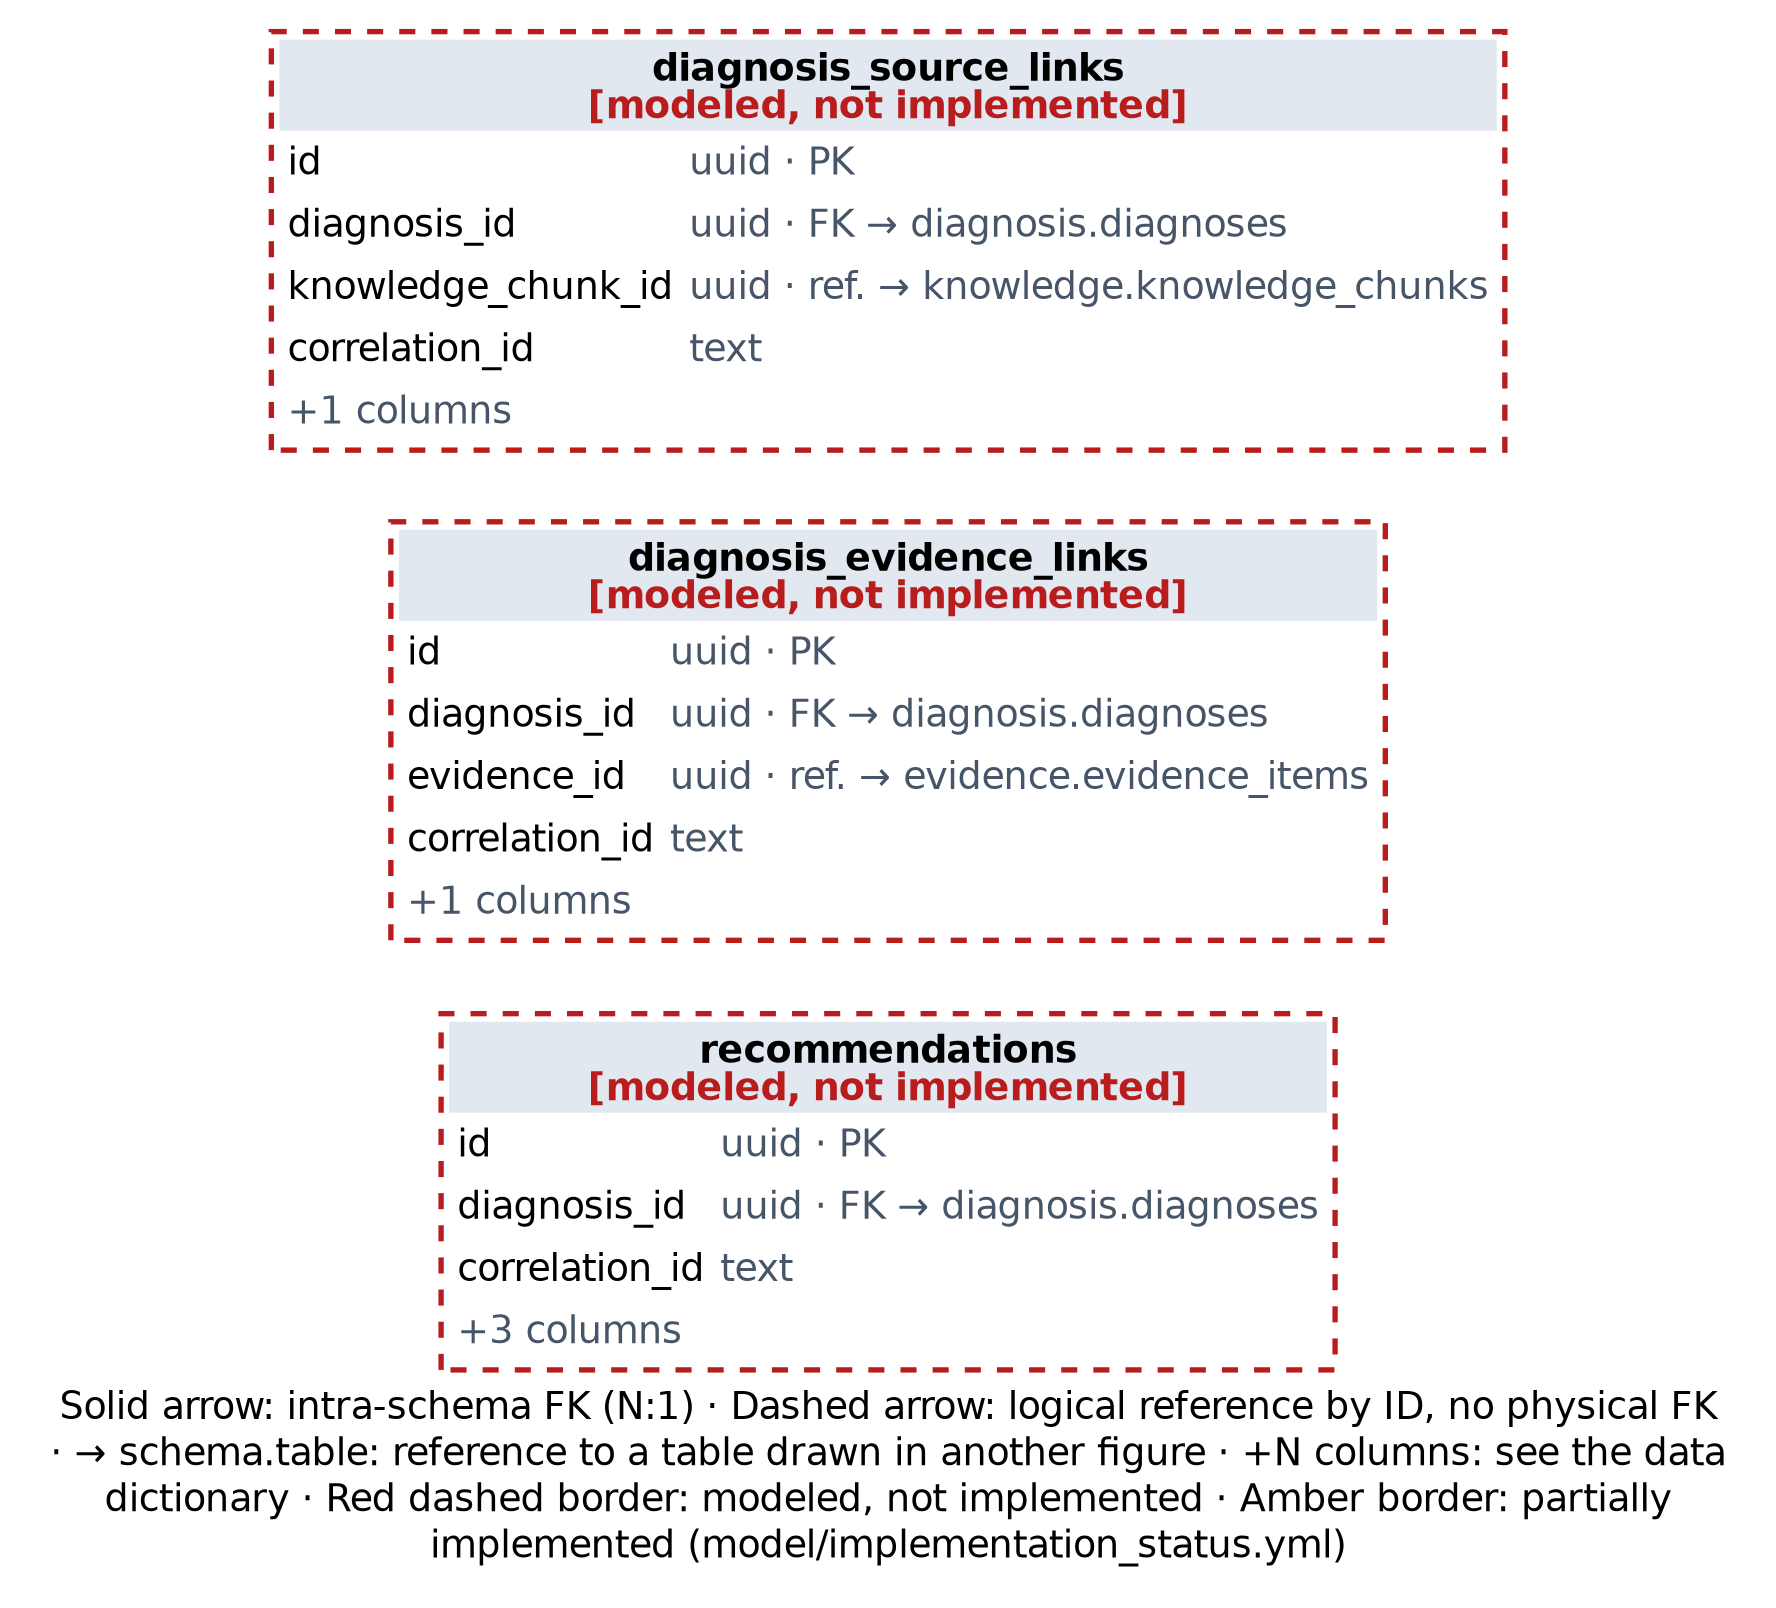 diagnosis_source_links
[modeled, not implemented]
id uuid · PK
diagnosis_id uuid · FK → diagnosis.diagnoses
knowledge_chunk_id uuid · ref. → knowledge.knowledge_chunks
correlation_id text
+1 columns
diagnosis_evidence_links
[modeled, not implemented]
id uuid · PK
diagnosis_id uuid · FK → diagnosis.diagnoses
evidence_id uuid · ref. → evidence.evidence_items
correlation_id text
+1 columns
recommendations
[modeled, not implemented]
id uuid · PK
diagnosis_id uuid · FK → diagnosis.diagnoses
correlation_id text
+3 columns
Solid arrow: intra-schema FK (N:1) · Dashed arrow: logical reference by ID, no physical FK
· → schema.table: reference to a table drawn in another figure · +N columns: see the data
dictionary · Red dashed border: modeled, not implemented · Amber border: partially
implemented (model/implementation_status.yml)